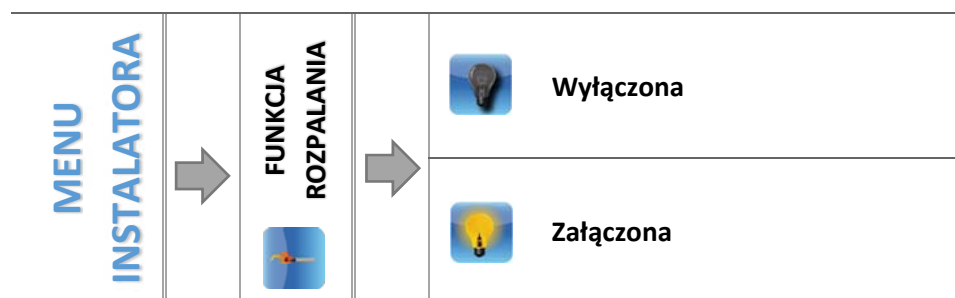 MENU
INSTALATORA
FUNKCJA
ROZPALANIA
Wyłączona
Załączona